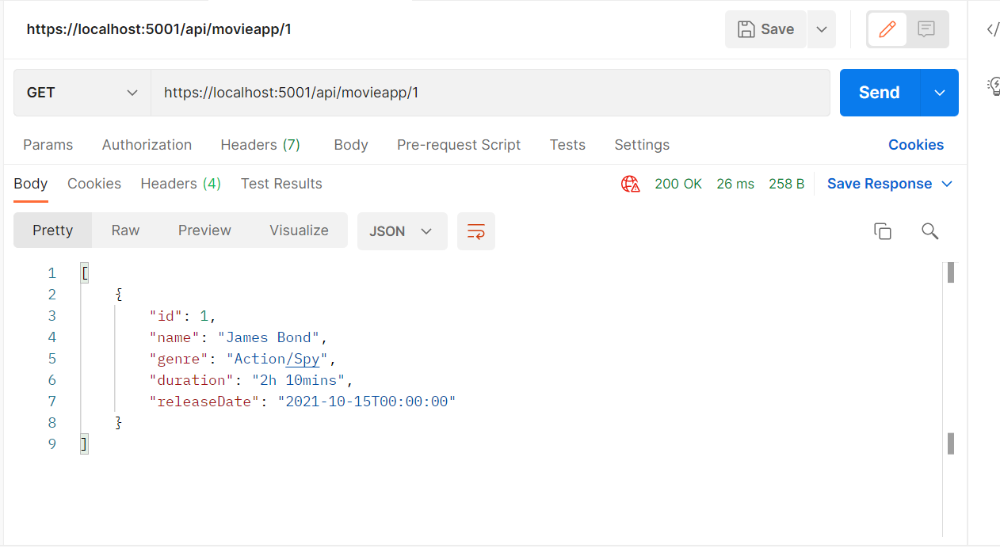 https://localhost:5001/api/movieapp/1
Save
GET
https://localhost:5001/api/movieapp/1
Send
Params Authorization Headers (7) Body Pre-request Script Tests Settings Cookies
Body Cookies Headers (4) Test Results 200 OK 26 ms 258 B Save Response
Pretty Raw Preview Visualize JSON
1 [
2 {
3 "id": 1,
4 "name": "James Bond",
5 "genre": "Action/Spy",
6 "duration": "2h 10mins",
7 "releaseDate": "2021-10-15T00:00:00"
8 }
9 ]